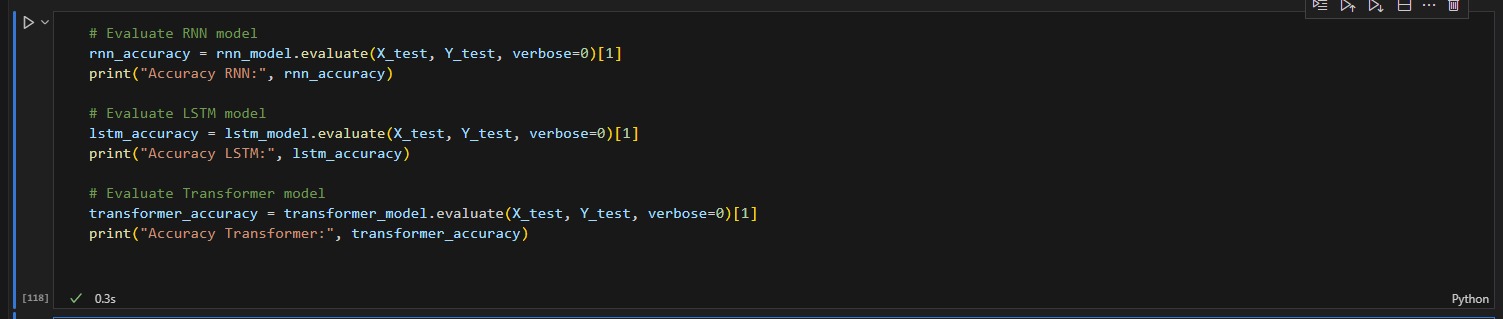 # Evaluate RNN model
rnn_accuracy = rnn_model.evaluate(X_test, Y_test, verbose=0)[1]
print("Accuracy RNN:", rnn_accuracy)
# Evaluate LSTM model
lstm_accuracy = lstm_model.evaluate(X_test, Y_test, verbose=0)[1]
print("Accuracy LSTM:", lstm_accuracy)
# Evaluate Transformer model
transformer_accuracy = transformer_model.evaluate(X_test, Y_test, verbose=0)[1]
print("Accuracy Transformer:", transformer_accuracy)
[118] 0.3s Python